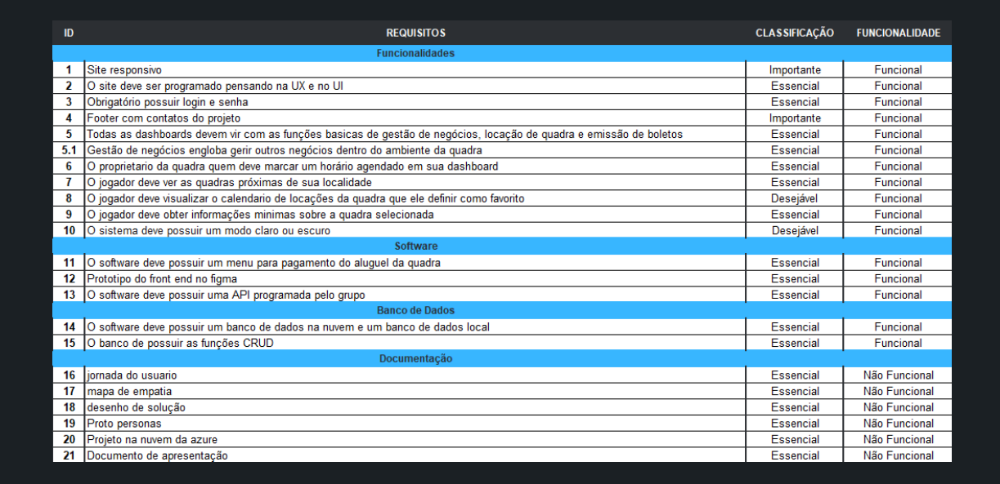 ID REQUISITOS CLASSIFICAÇÃO FUNCIONALIDADE
Funcionalidades
1 Site responsivo Importante Funcional
2 O site deve ser programado pensando na UX e no UI Essencial Funcional
3 Obrigatório possuir login e senha Essencial Funcional
4 Footer com contatos do projeto Importante Funcional
5 Todas as dashboards devem vir com as funções basicas de gestão de negócios, locação de quadra e emissão de boletos Essencial Funcional
5.1 Gestão de negócios engloba gerir outros negócios dentro do ambiente da quadra Essencial Funcional
6 O proprietario da quadra quem deve marcar um horário agendado em sua dashboard Essencial Funcional
7 O jogador deve ver as quadras próximas de sua localidade Essencial Funcional
8 O jogador deve visualizar o calendario de locações da quadra que ele definir como favorito Desejável Funcional
9 O jogador deve obter informações minimas sobre a quadra selecionada Essencial Funcional
10 O sistema deve possuir um modo claro ou escuro Desejável Funcional
Software
11 O software deve possuir um menu para pagamento do aluguel da quadra Essencial Funcional
12 Prototipo do front end no figma Essencial Funcional
13 O software deve possuir uma API programada pelo grupo Essencial Funcional
Banco de Dados
14 O software deve possuir um banco de dados na nuvem e um banco de dados local Essencial Funcional
15 O banco de possuir as funções CRUD Essencial Funcional
Documentação
16 jornada do usuario Essencial Não Funcional
17 mapa de empatia Essencial Não Funcional
18 desenho de solução Essencial Não Funcional
19 Proto personas Essencial Não Funcional
20 Projeto na nuvem da azure Essencial Não Funcional
21 Documento de apresentação Essencial Não Funcional